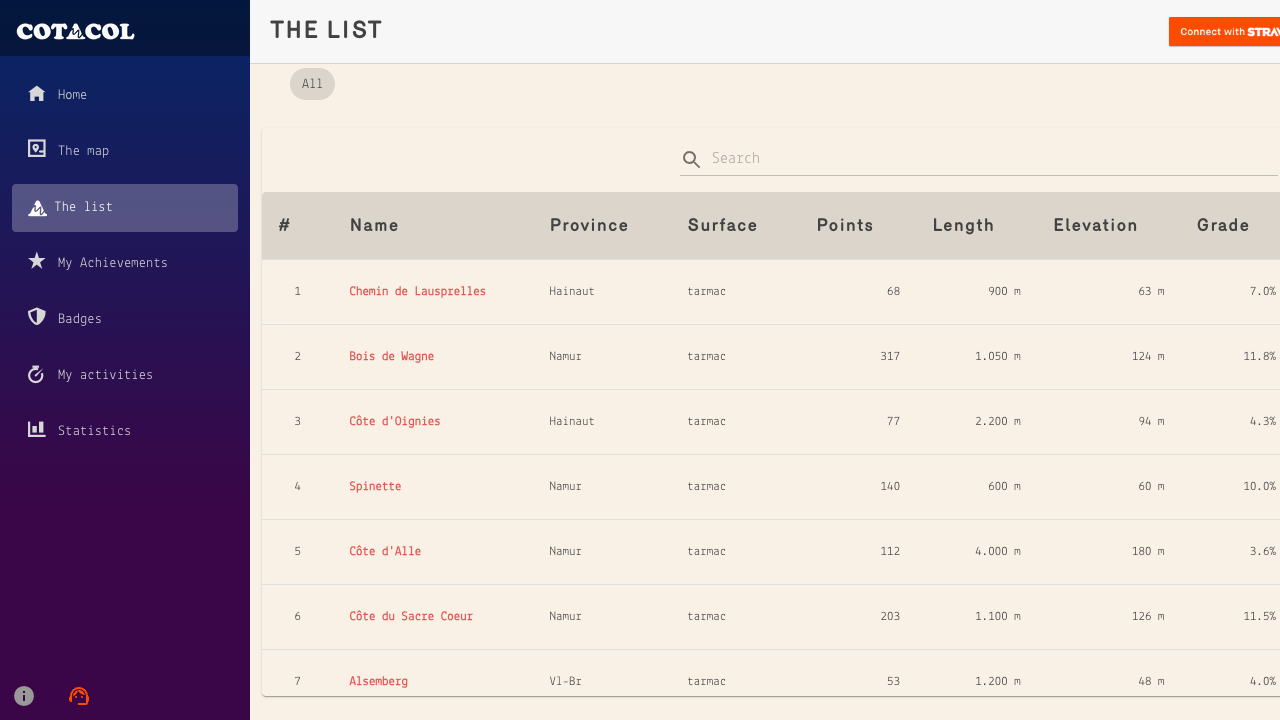 COTACOL
THE LIST
Connect with STRAV
Home
The map
The list
My Achievements
Badges
My activities
Statistics
All
Search
# Name Province Surface Points Length Elevation Grade
1 Chemin de Lausprelles Hainaut tarmac 68 900 m 63 m 7.0%
2 Bois de Wagne Namur tarmac 317 1.050 m 124 m 11.8%
3 Côte d'Oignies Hainaut tarmac 77 2.200 m 94 m 4.3%
4 Spinette Namur tarmac 140 600 m 60 m 10.0%
5 Côte d'Alle Namur tarmac 112 4.000 m 180 m 3.6%
6 Côte du Sacre Coeur Namur tarmac 203 1.100 m 126 m 11.5%
7 Alsemberg Vl-Br tarmac 53 1.200 m 48 m 4.0%